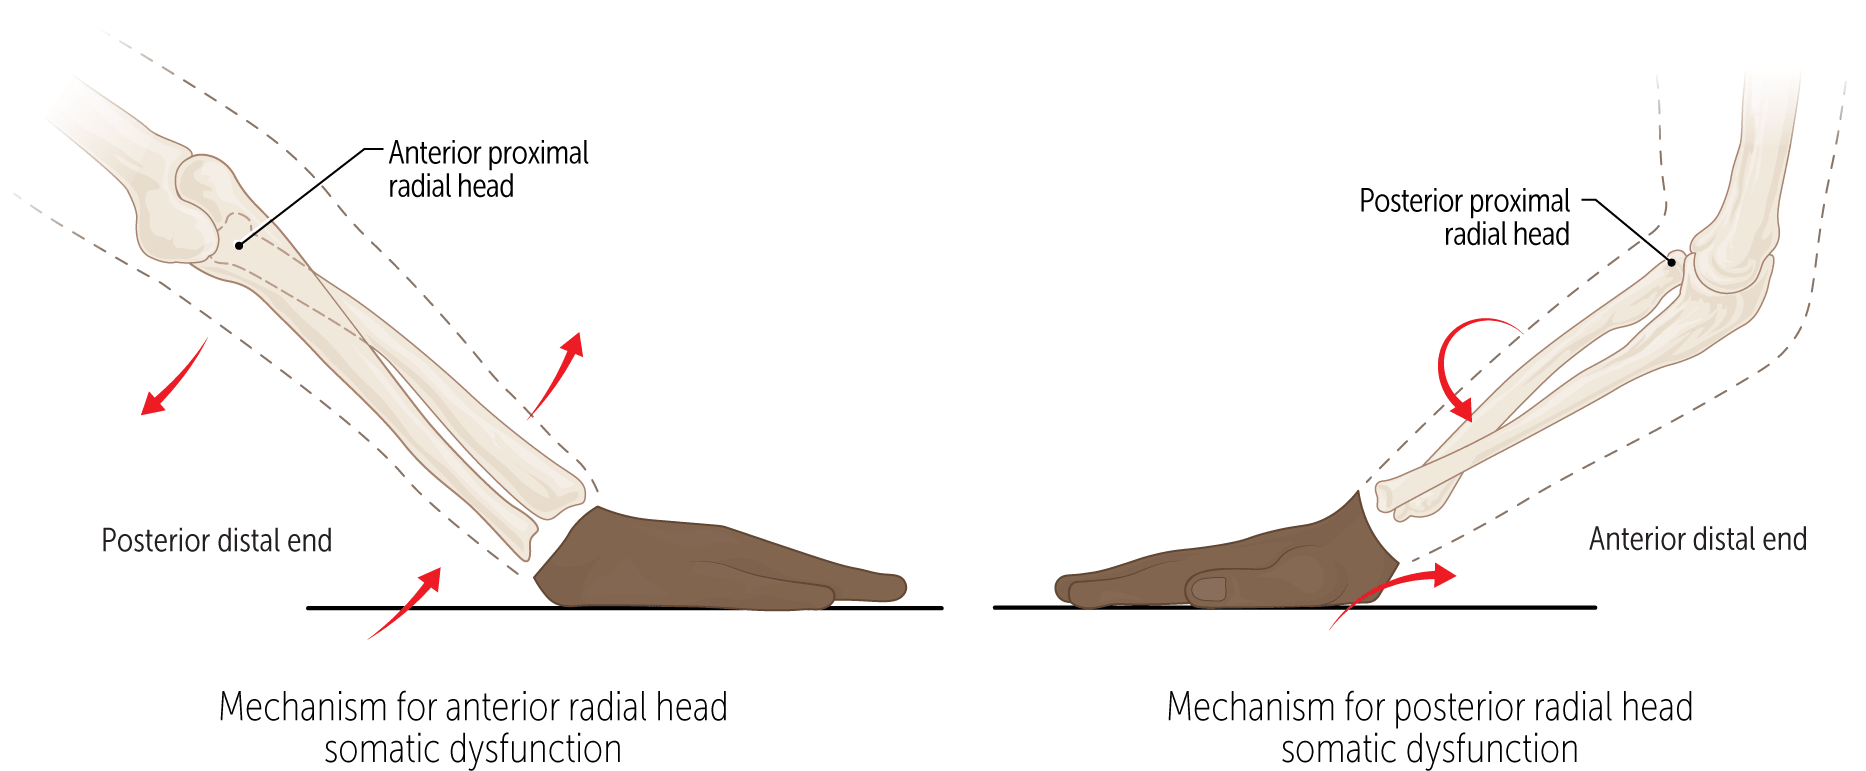 Anterior proximal
radial head
Posterior distal end
Mechanism for anterior radial head
somatic dysfunction
Posterior proximal
radial head
Anterior distal end
Mechanism for posterior radial head
somatic dysfunction